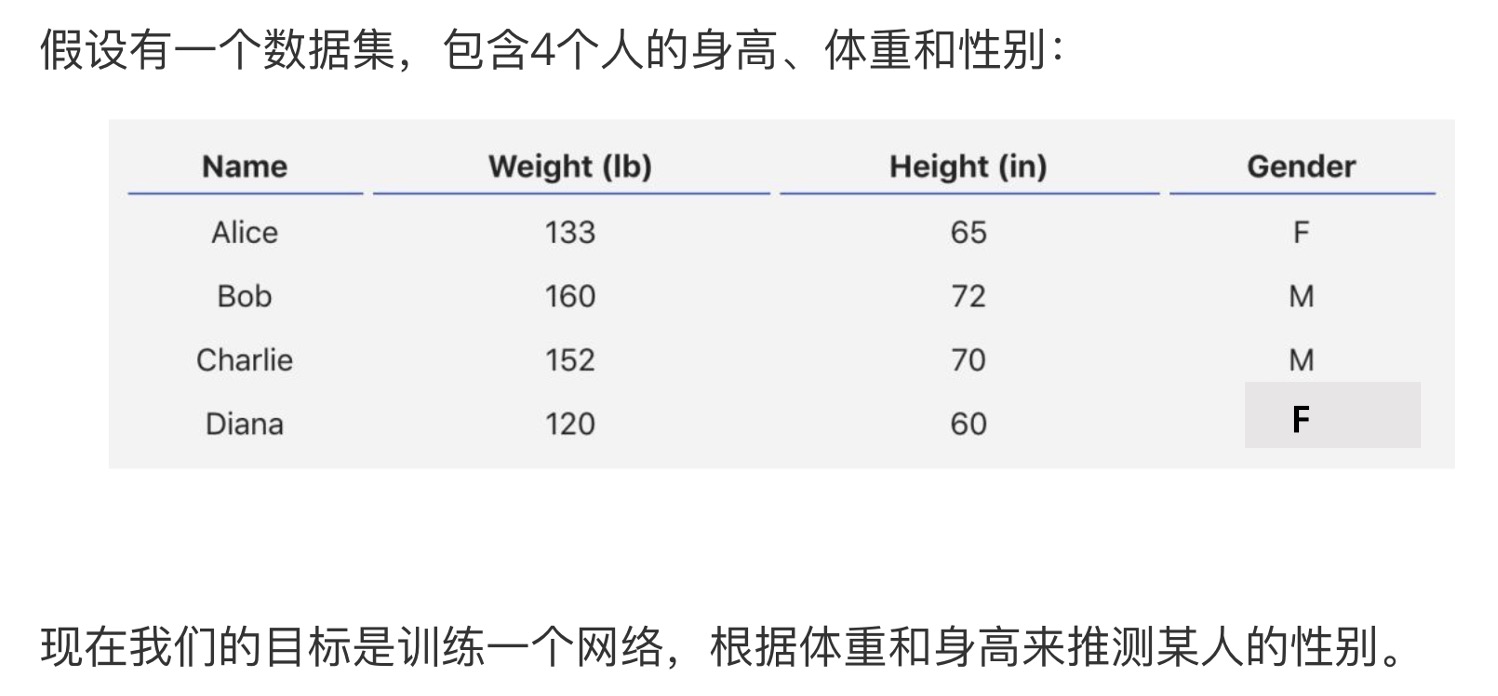 假设有一个数据集，包含4个人的身高、体重和性别：
Name Weight (lb) Height (in) Gender
Alice 133 65 F
Bob 160 72 M
Charlie 152 70 M
Diana 120 60 F
现在我们的目标是训练一个网络，根据体重和身高来推测某人的性别。